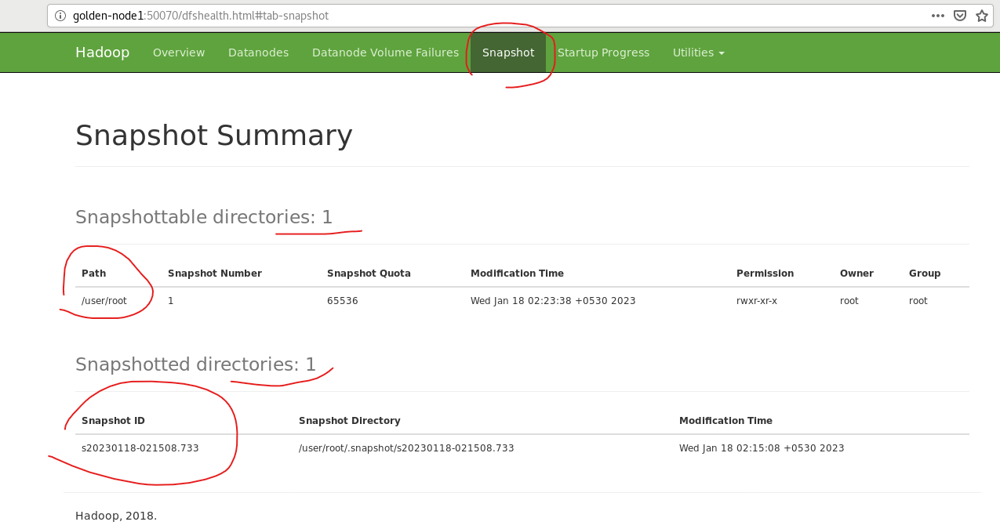 golden-node1:50070/dfshealth.html#tab-snapshot
Hadoop Overview Datanodes Datanode Volume Failures Snapshot Startup Progress Utilities
Snapshot Summary
Snapshottable directories: 1
Path Snapshot Number Snapshot Quota Modification Time Permission Owner Group
/user/root 1 65536 Wed Jan 18 02:23:38 +0530 2023 rwxr-xr-x root root
Snapshotted directories: 1
Snapshot ID Snapshot Directory Modification Time
s20230118-021508.733 /user/root/.snapshot/s20230118-021508.733 Wed Jan 18 02:15:08 +0530 2023
Hadoop, 2018.